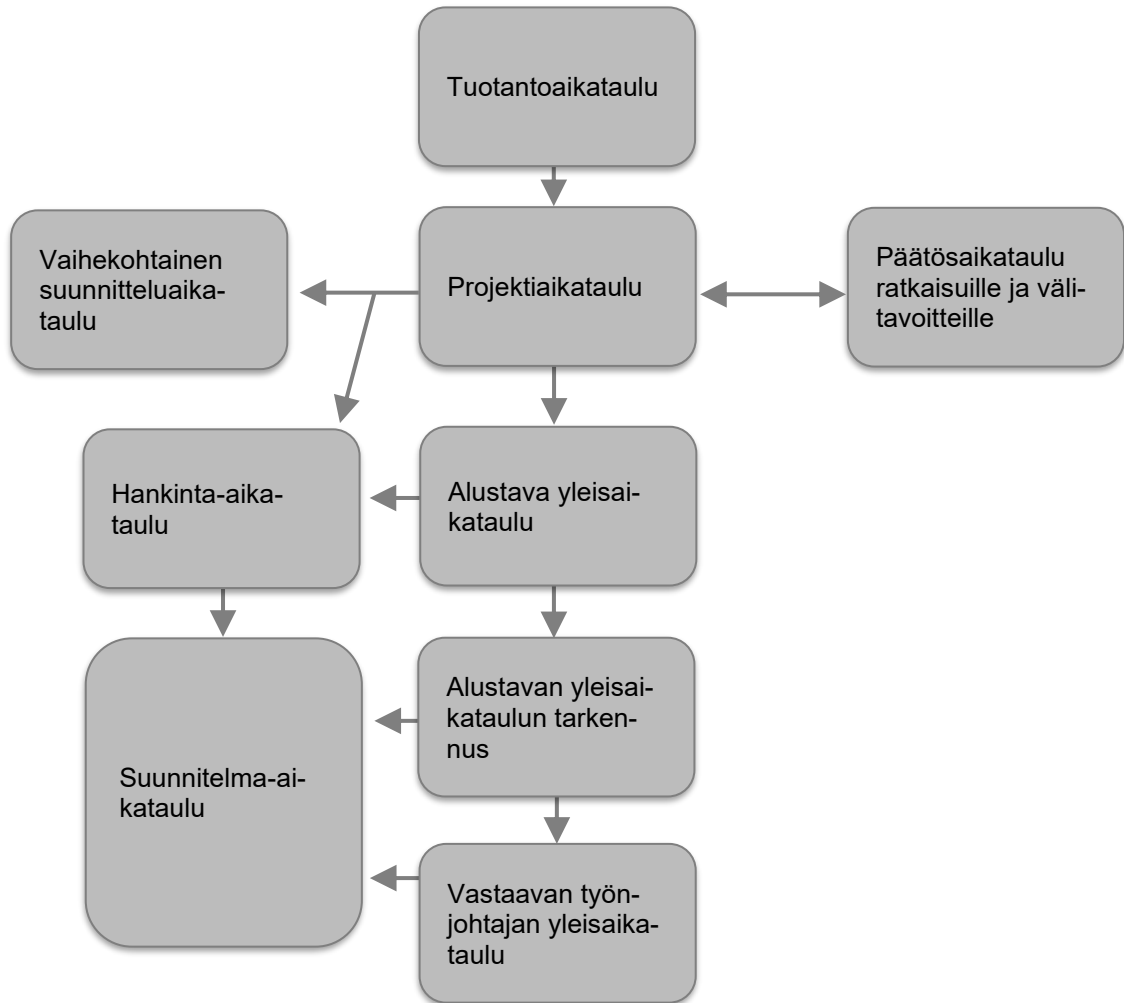 Tuotantoaikataulu
Vaihekohtainen
suunnitteluaika-
taulu
Projektiaikataulu
Päätösaikataulu
ratkaisuille ja väli-
tavoitteille
Hankinta-aika-
taulu
Alustava yleisai-
kataulu
Alustavan yleisai-
kataulun tarken-
nus
Suunnitelma-ai-
kataulu
Vastaavan työn-
johtajan yleisaika-
taulu